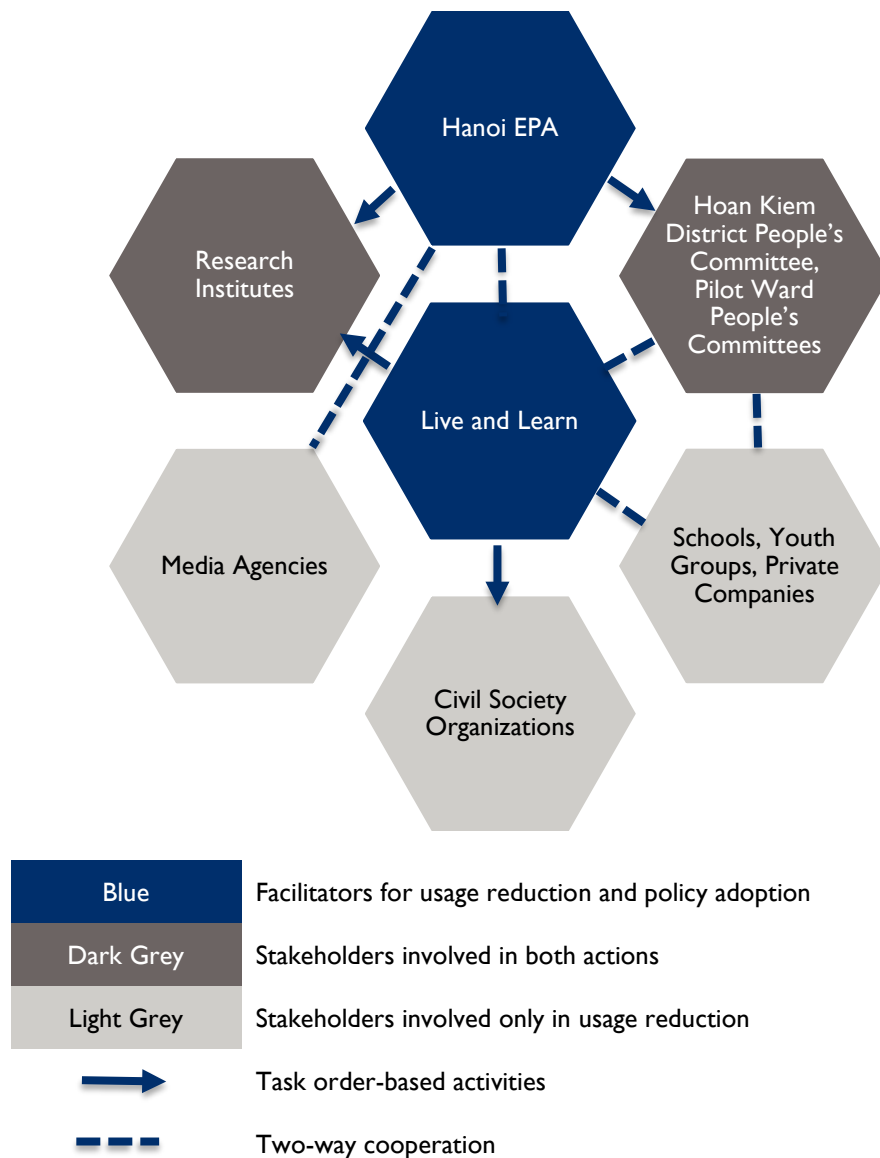 Hanoi EPA
Research
Institutes
Hoan Kiem
District People’s
Committee,
Pilot Ward
People’s
Committees
Live and Learn
Media Agencies
Schools, Youth
Groups, Private
Companies
Civil Society
Organizations
Blue
Facilitators for usage reduction and policy adoption
Dark Grey
Stakeholders involved in both actions
Light Grey
Stakeholders involved only in usage reduction
Task order-based activities
Two-way cooperation